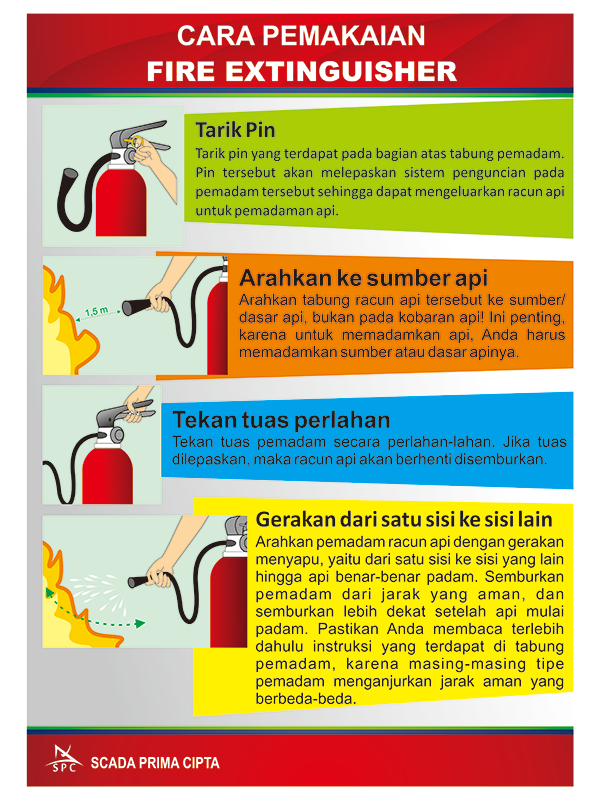 CARA PEMAKAIAN
FIRE EXTINGUISHER
Tarik Pin
Tarik pin yang terdapat pada bagian atas tabung pemadam.
Pin tersebut akan melepaskan sistem penguncian pada
pemadam tersebut sehingga dapat mengeluarkan racun api
untuk pemadaman api.
1,5 m
Arahkan ke sumber api
Arahkan tabung racun api tersebut ke sumber/
dasar api, bukan pada kobaran api! Ini penting,
karena untuk memadamkan api, Anda harus
memadamkan sumber atau dasar apinya.
Tekan tuas perlahan
Tekan tuas pemadam secara perlahan-lahan. Jika tuas
dilepaskan, maka racun api akan berhenti disemburkan.
Gerakan dari satu sisi ke sisi lain
Arahkan pemadam racun api dengan gerakan
menyapu, yaitu dari satu sisi ke sisi yang lain
hingga api benar-benar padam. Semburkan
pemadam dari jarak yang aman, dan
semburkan lebih dekat setelah api mulai
padam. Pastikan Anda membaca terlebih
dahulu instruksi yang terdapat di tabung
pemadam, karena masing-masing tipe
pemadam menganjurkan jarak aman yang
berbeda-beda.
SPC
SCADA PRIMA CIPTA